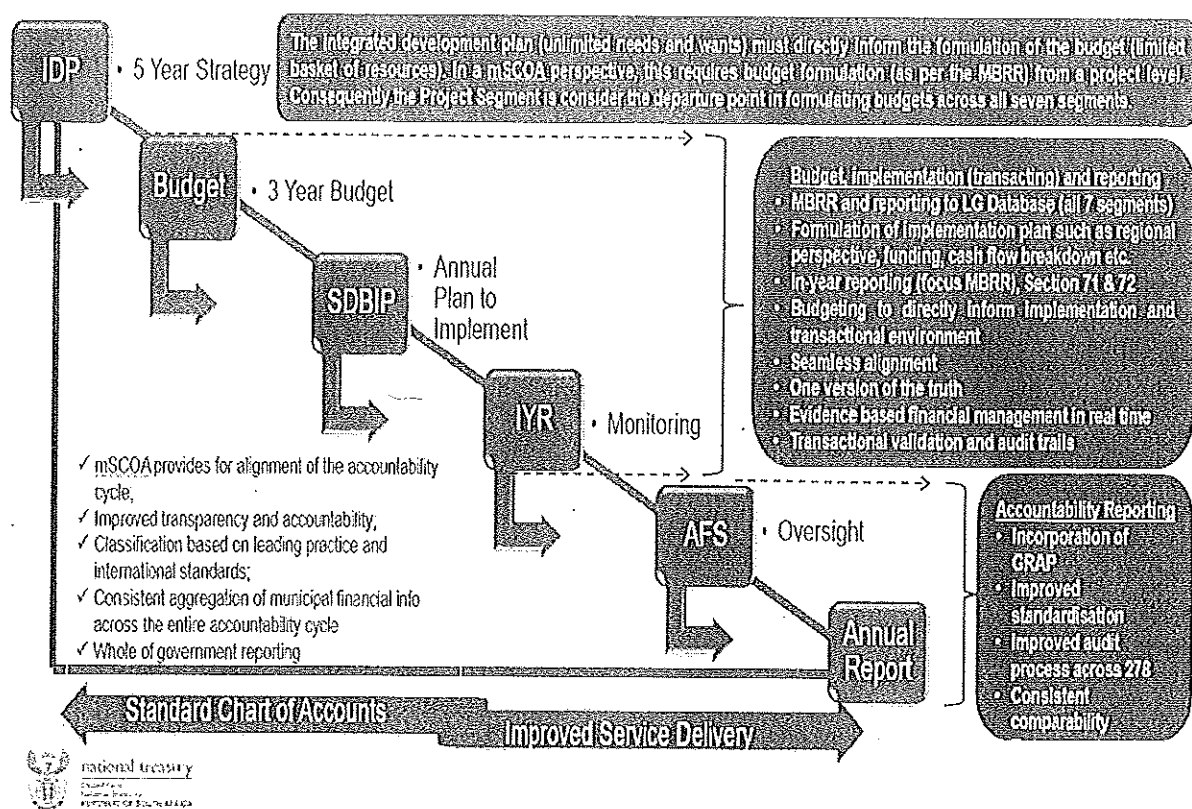 The integrated development plan (unlimited needs and wants) must directly inform the formulation of the budget (limited
basket of resources). In a mSCOA perspective, this requires budget formulation (as per the MBRR) from a project level.
Consequently the Project Segment is consider the departure point in formulating budgets across all seven segments.
IDP
• 5 Year Strategy
Budget
• 3 Year Budget
SDBIP
• Annual
Plan to
Implement
IYR
• Monitoring
AFS
• Oversight
Annual
Report
Budget, implementation (transacting) and reporting
• MBRR and reporting to LG Database (all 7 segments)
• Formulation of implementation plan such as regional
perspective, funding, cash flow breakdown etc.
• In-year reporting (focus MBRR), Section 71 & 72
• Budgeting to directly inform implementation and
transactional environment
• Seamless alignment
• One version of the truth
• Evidence based financial management in real time
• Transactional validation and audit trails
✓ mSCOA provides for alignment of the accountability
cycle;
✓ Improved transparency and accountability;
✓ Classification based on leading practice and
international standards;
✓ Consistent aggregation of municipal financial info
across the entire accountability cycle
✓ Whole of government reporting
Accountability Reporting
• Incorporation of
GRAP
• Improved
standardisation
• Improved audit
process across 278
• Consistent
comparability
Standard Chart of Accounts
Improved Service Delivery
national treasury